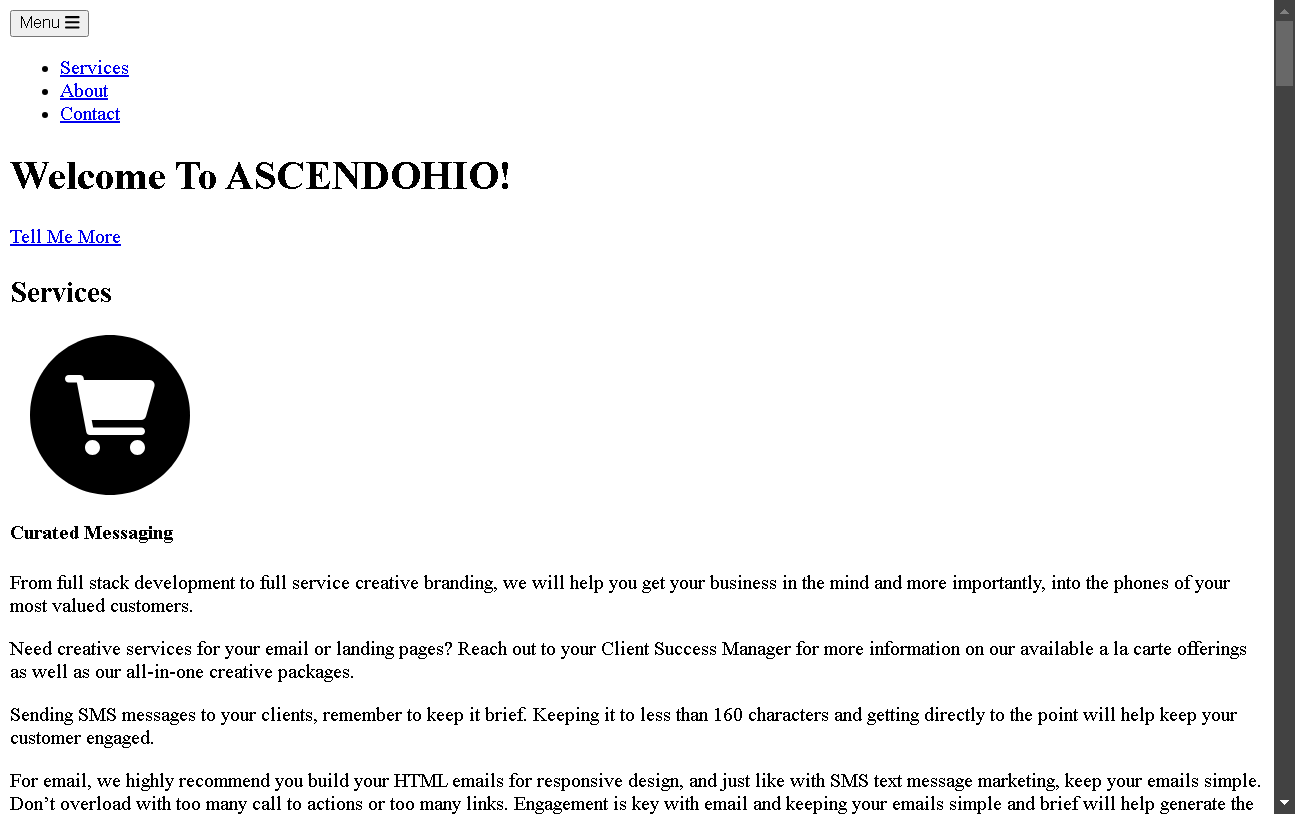 Menu
Services
About
Contact
Welcome To ASCENDOHIO!
Tell Me More
Services
Curated Messaging
From full stack development to full service creative branding, we will help you get your business in the mind and more importantly, into the phones of your
most valued customers.
Need creative services for your email or landing pages? Reach out to your Client Success Manager for more information on our available a la carte offerings
as well as our all-in-one creative packages.
Sending SMS messages to your clients, remember to keep it brief. Keeping it to less than 160 characters and getting directly to the point will help keep your
customer engaged.
For email, we highly recommend you build your HTML emails for responsive design, and just like with SMS text message marketing, keep your emails simple.
Don’t overload with too many call to actions or too many links. Engagement is key with email and keeping your emails simple and brief will help generate the